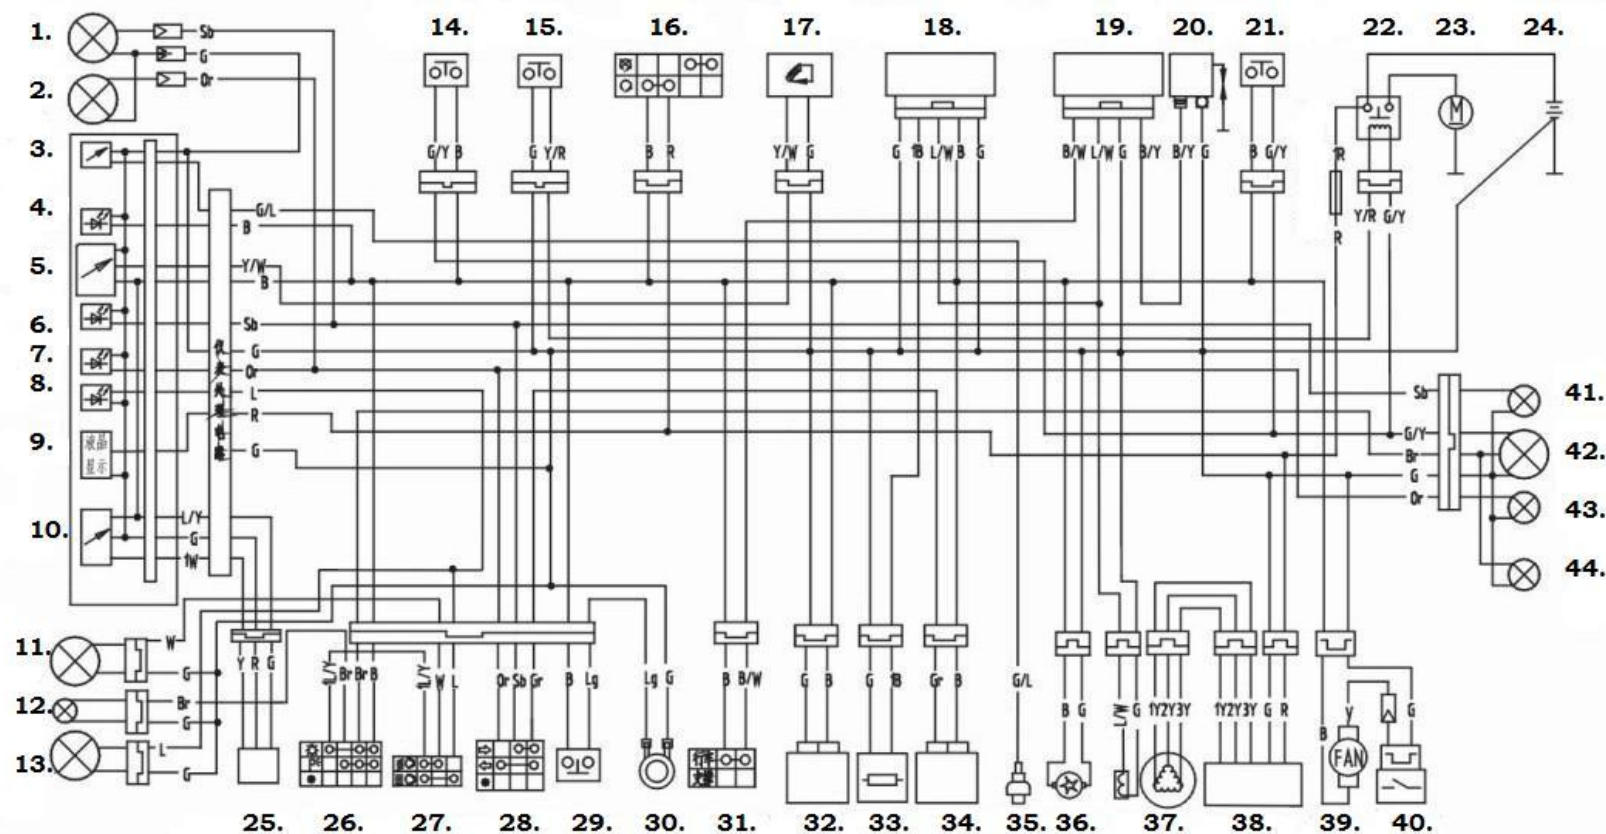 1. 14. 15. 16. 17. 18. 19. 20. 21. 22. 23. 24.
Sb
G
2. Or
M
3. G/Y B G Y/R B R Y/W G G 1B L/W B G B/W L/W G B/Y B/Y G B G/Y 1R
4. G/L Y/R G/Y
B R
5. Y/W
B
6. Sb
7. G
Or
8. L Sb 41.
R
9. 液晶 G/Y
显示 G Br 42.
G
Or 43.
10. L/Y
G
1W 44.
11. W
G Y R G 1L/Y Br Br B 1L/Y W L Or Sb Gr B Lg Lg G B B/W G B G 1B Gr B G/L
12. Br
G B G L/W G 1Y 2Y 3Y 1Y 2Y 3Y G R B Y G
13. L
G FAN
25. 26. 27. 28. 29. 30. 31. 32. 33. 34. 35. 36. 37. 38. 39. 40.